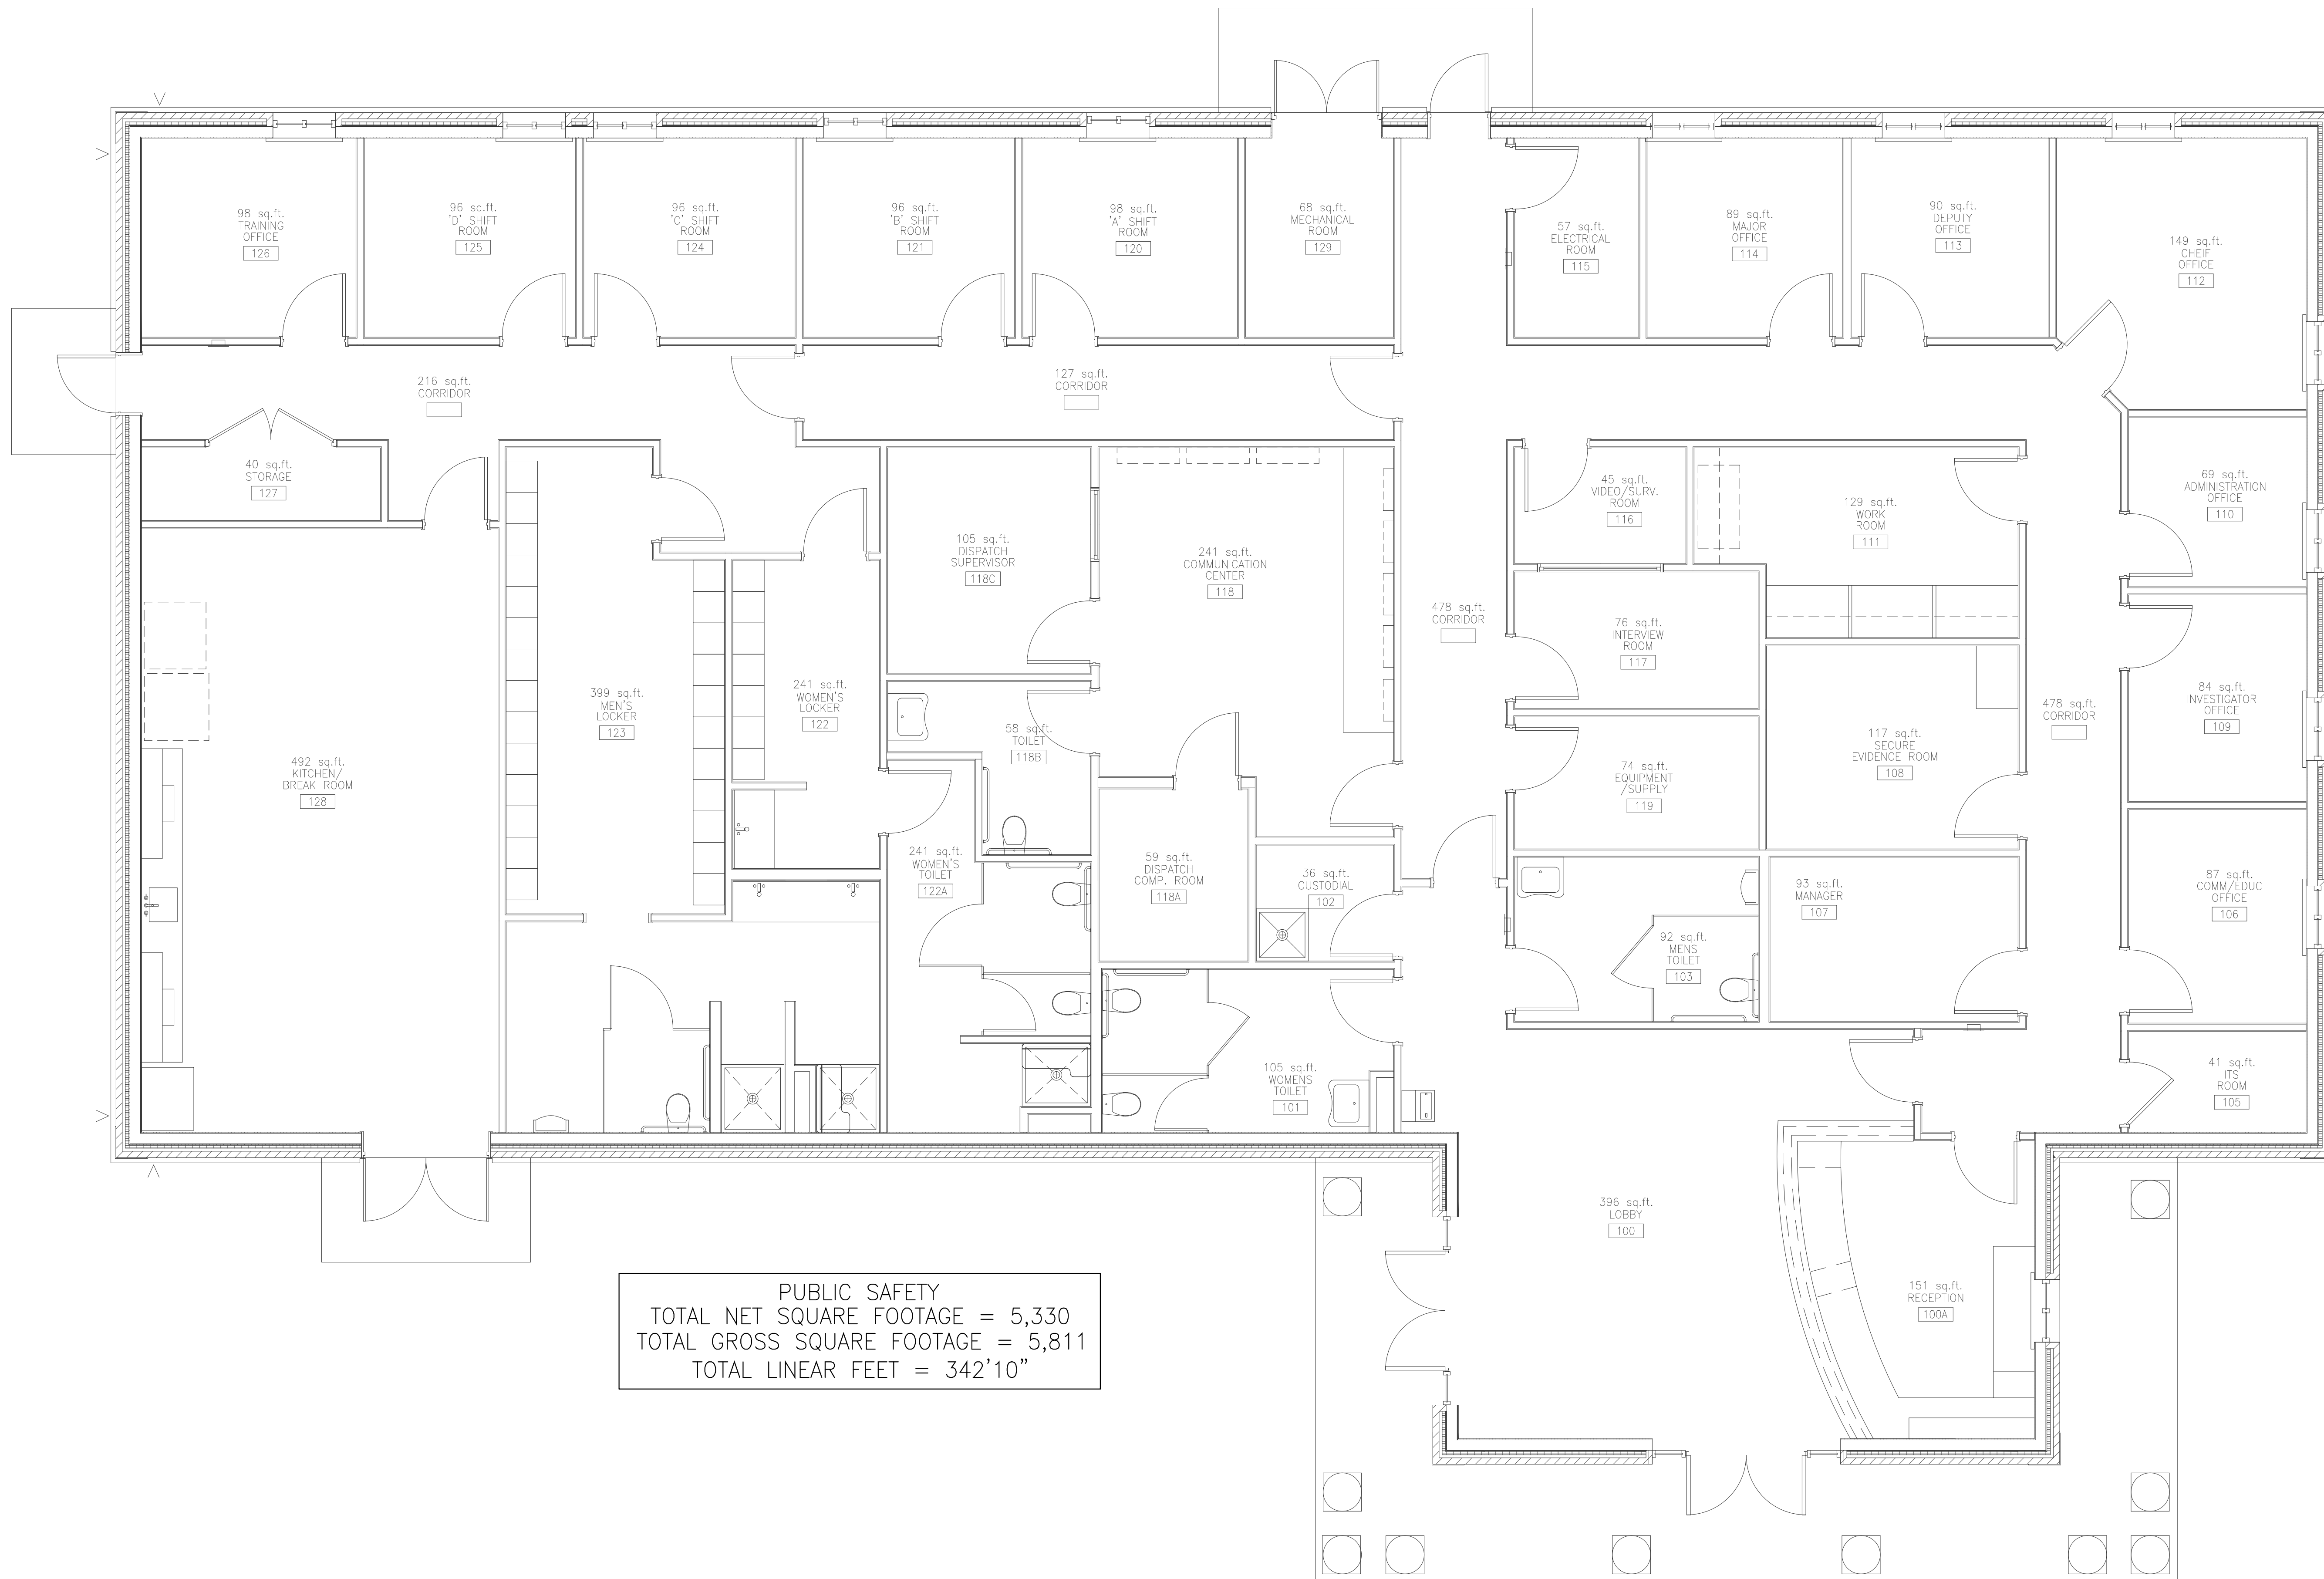 98 sq.ft.
TRAINING
OFFICE
126
96 sq.ft.
'D' SHIFT
ROOM
125
96 sq.ft.
'C' SHIFT
ROOM
124
96 sq.ft.
'B' SHIFT
ROOM
121
98 sq.ft.
'A' SHIFT
ROOM
120
68 sq.ft.
MECHANICAL
ROOM
129
57 sq.ft.
ELECTRICAL
ROOM
115
89 sq.ft.
MAJOR
OFFICE
114
90 sq.ft.
DEPUTY
OFFICE
113
149 sq.ft.
CHEIF
OFFICE
112
216 sq.ft.
CORRIDOR
127 sq.ft.
CORRIDOR
40 sq.ft.
STORAGE
127
105 sq.ft.
DISPATCH
SUPERVISOR
118C
241 sq.ft.
COMMUNICATION
CENTER
118
45 sq.ft.
VIDEO/SURV.
ROOM
116
129 sq.ft.
WORK
ROOM
111
69 sq.ft.
ADMINISTRATION
OFFICE
110
478 sq.ft.
CORRIDOR
76 sq.ft.
INTERVIEW
ROOM
117
399 sq.ft.
MEN'S
LOCKER
123
241 sq.ft.
WOMEN'S
LOCKER
122
58 sq.ft.
TOILET
118B
117 sq.ft.
SECURE
EVIDENCE ROOM
108
478 sq.ft.
CORRIDOR
84 sq.ft.
INVESTIGATOR
OFFICE
109
492 sq.ft.
KITCHEN/
BREAK ROOM
128
74 sq.ft.
EQUIPMENT
/SUPPLY
119
241 sq.ft.
WOMEN'S
TOILET
122A
59 sq.ft.
DISPATCH
COMP. ROOM
118A
36 sq.ft.
CUSTODIAL
102
93 sq.ft.
MANAGER
107
87 sq.ft.
COMM/EDUC
OFFICE
106
92 sq.ft.
MENS
TOILET
103
105 sq.ft.
WOMENS
TOILET
101
41 sq.ft.
ITS
ROOM
105
396 sq.ft.
LOBBY
100
151 sq.ft.
RECEPTION
100A
PUBLIC SAFETY
TOTAL NET SQUARE FOOTAGE = 5,330
TOTAL GROSS SQUARE FOOTAGE = 5,811
TOTAL LINEAR FEET = 342'10"